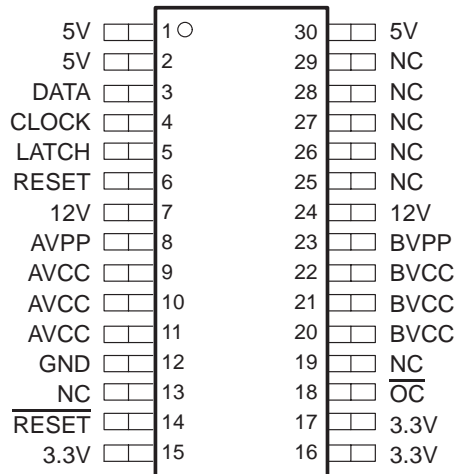 5V 1 30 5V
5V 2 29 NC
DATA 3 28 NC
CLOCK 4 27 NC
LATCH 5 26 NC
RESET 6 25 NC
12V 7 24 12V
AVPP 8 23 BVPP
AVCC 9 22 BVCC
AVCC 10 21 BVCC
AVCC 11 20 BVCC
GND 12 19 NC
NC 13 18 O̅C̅
R̅E̅S̅E̅T̅ 14 17 3.3V
3.3V 15 16 3.3V